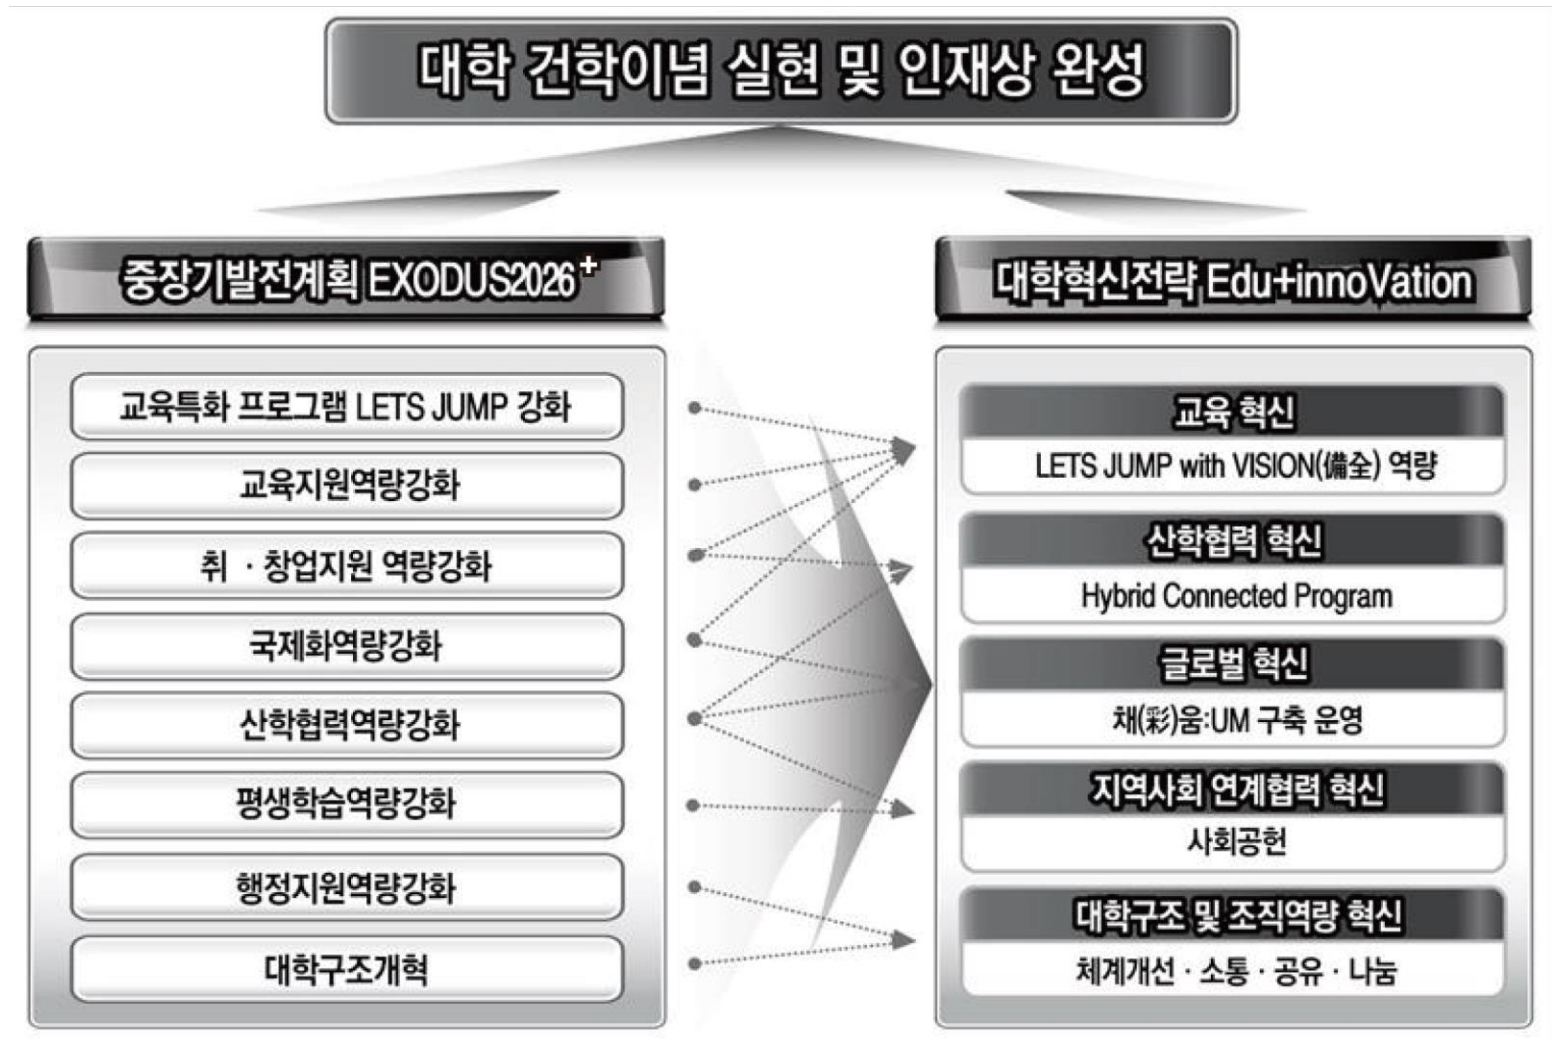 대학 건학이념 실현 및 인재상 완성
중장기발전계획 EXODUS2026+
교육특화 프로그램 LETS JUMP 강화
교육지원역량강화
취 · 창업지원 역량강화
국제화역량강화
산학협력역량강화
평생학습역량강화
행정지원역량강화
대학구조개혁
대학혁신전략 Edu+innoVation
교육 혁신
LETS JUMP with VISION(備全) 역량
산학협력 혁신
Hybrid Connected Program
글로벌 혁신
채(彩)움:UM 구축 운영
지역사회 연계협력 혁신
사회공헌
대학구조 및 조직역량 혁신
체계개선 · 소통 · 공유 · 나눔